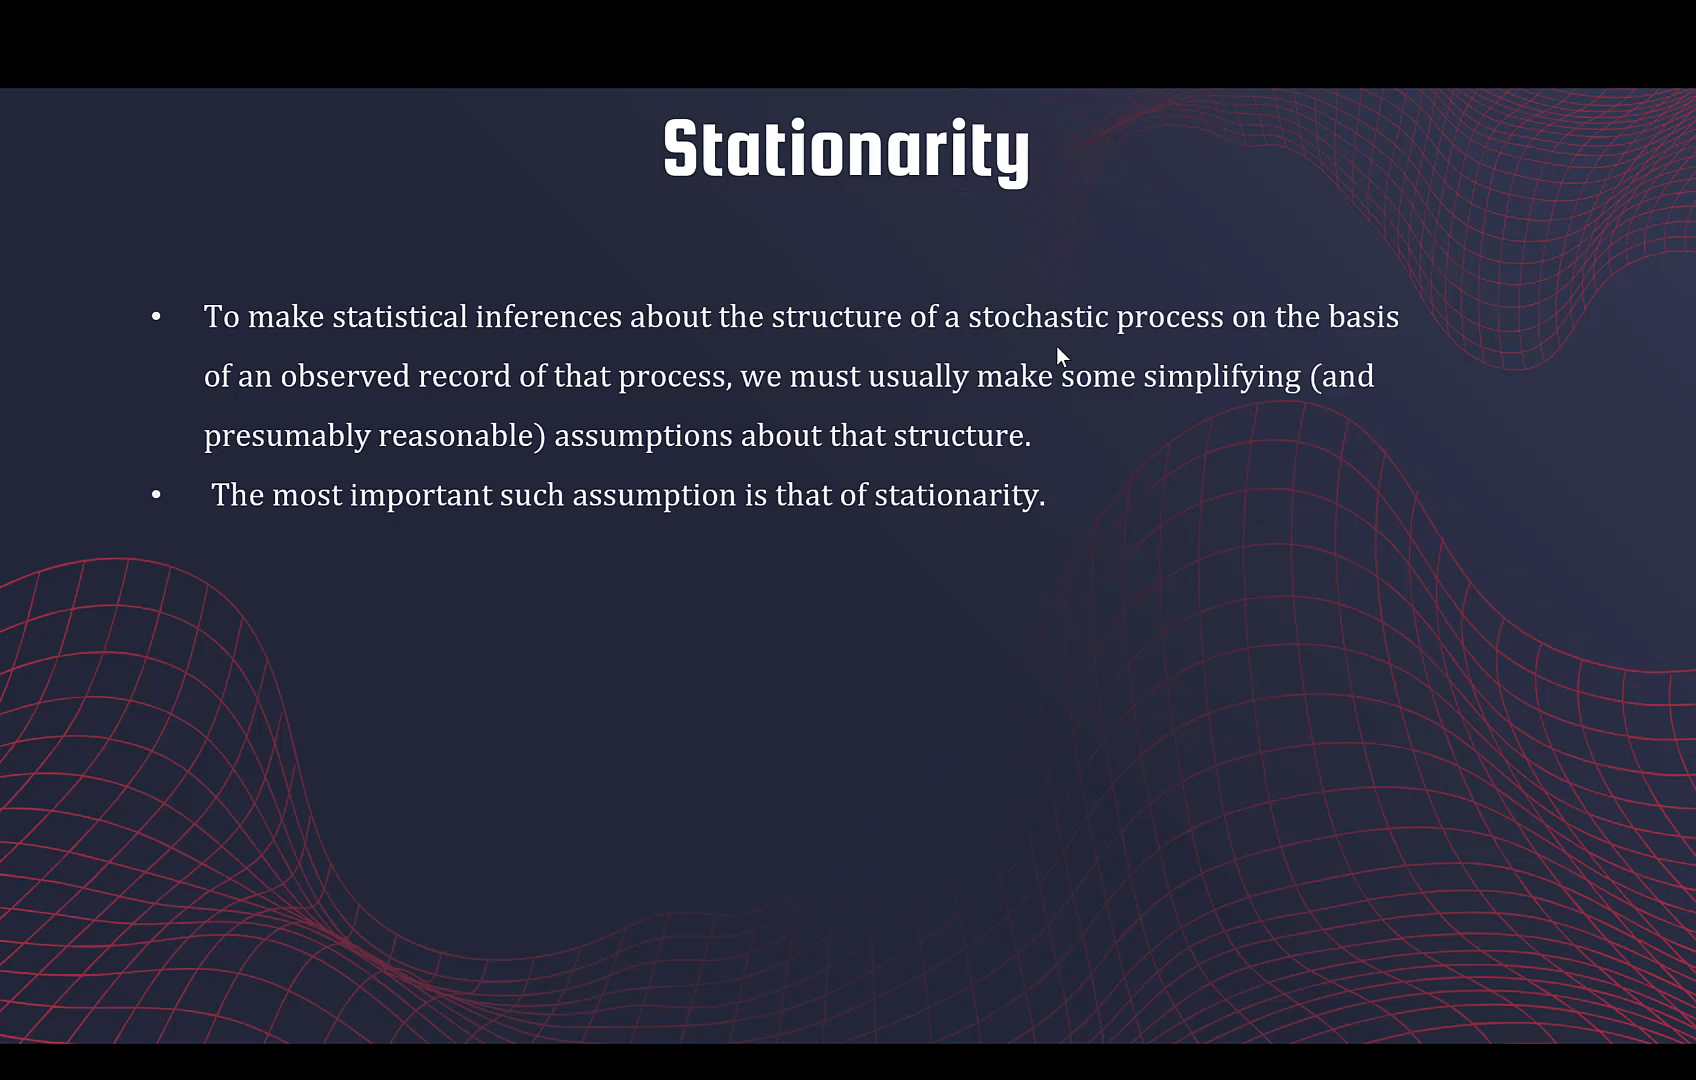 Stationarity
• To make statistical inferences about the structure of a stochastic process on the basis
of an observed record of that process, we must usually make some simplifying (and
presumably reasonable) assumptions about that structure.
• The most important such assumption is that of stationarity.